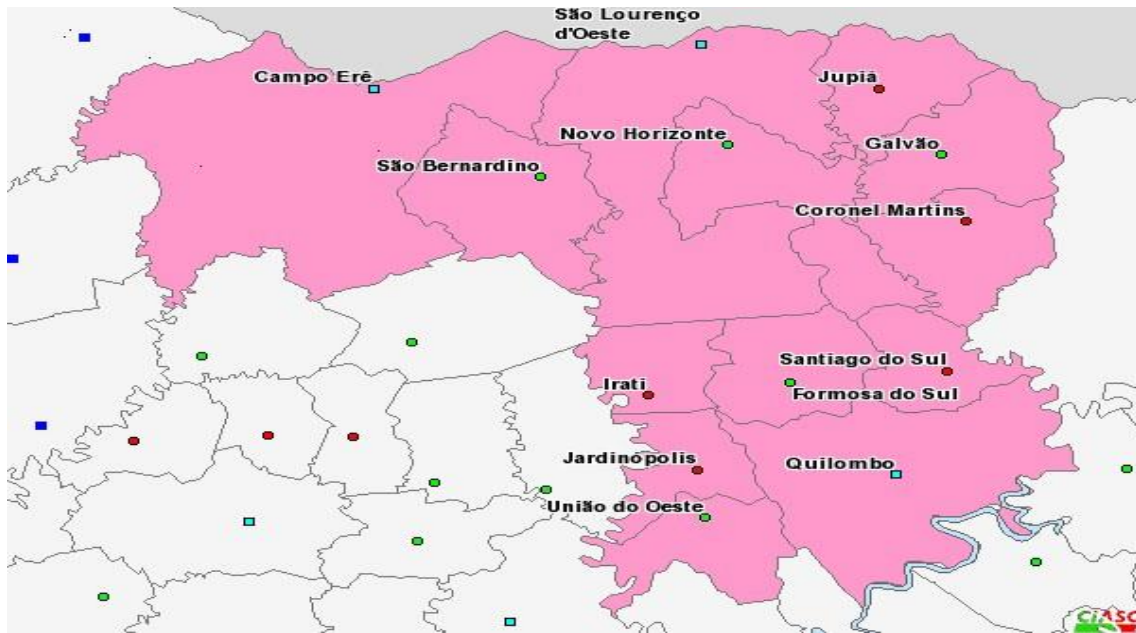 São Lourenço
d'Oeste
Campo Erê
Jupiá
Novo Horizonte
Galvão
São Bernardino
Coronel Martins
Santiago do Sul
Irati
Formosa do Sul
Jardinópolis
Quilombo
União do Oeste
CiASC